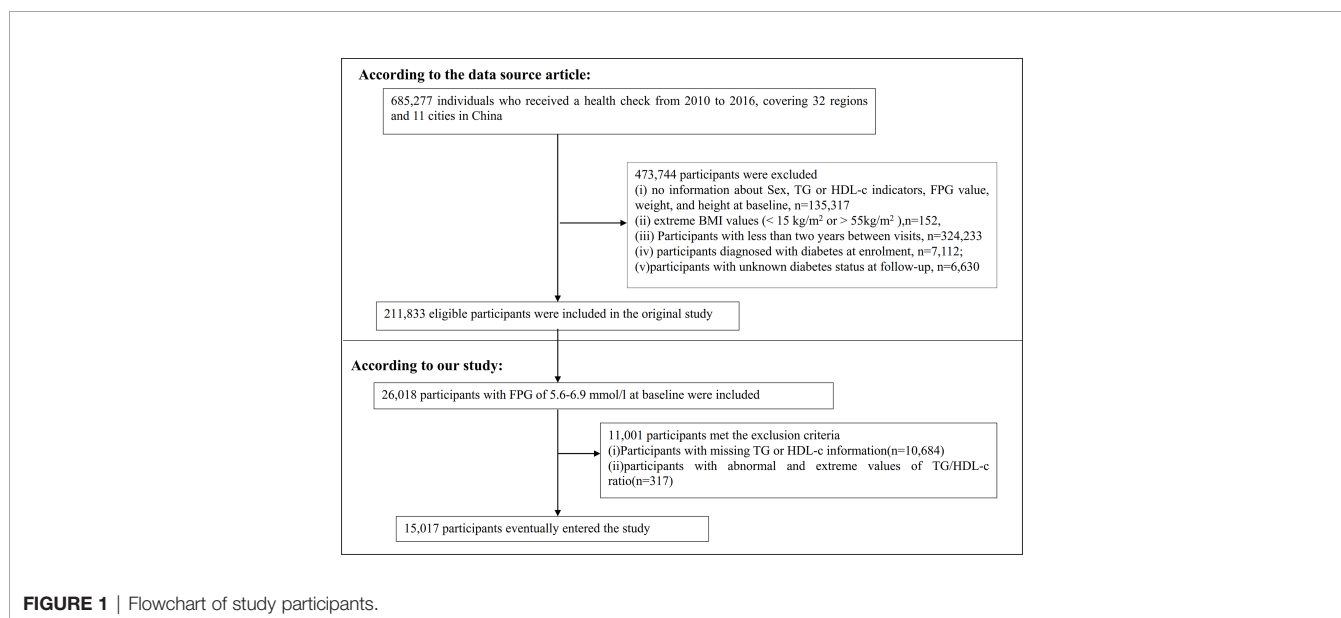 According to the data source article:
685,277 individuals who received a health check from 2010 to 2016, covering 32 regions
and 11 cities in China
473,744 participants were excluded
(i) no information about Sex, TG or HDL-c indicators, FPG value,
weight, and height at baseline, n=135,317
(ii) extreme BMI values (< 15 kg/m² or > 55kg/m² ),n=152,
(iii) Participants with less than two years between visits, n=324,233
(iv) participants diagnosed with diabetes at enrolment, n=7,112;
(v)participants with unknown diabetes status at follow-up, n=6,630
211,833 eligible participants were included in the original study
According to our study:
26,018 participants with FPG of 5.6-6.9 mmol/l at baseline were included
11,001 participants met the exclusion criteria
(i)Participants with missing TG or HDL-c information(n=10,684)
(ii)participants with abnormal and extreme values of TG/HDL-c
ratio(n=317)
15,017 participants eventually entered the study
FIGURE 1 | Flowchart of study participants.